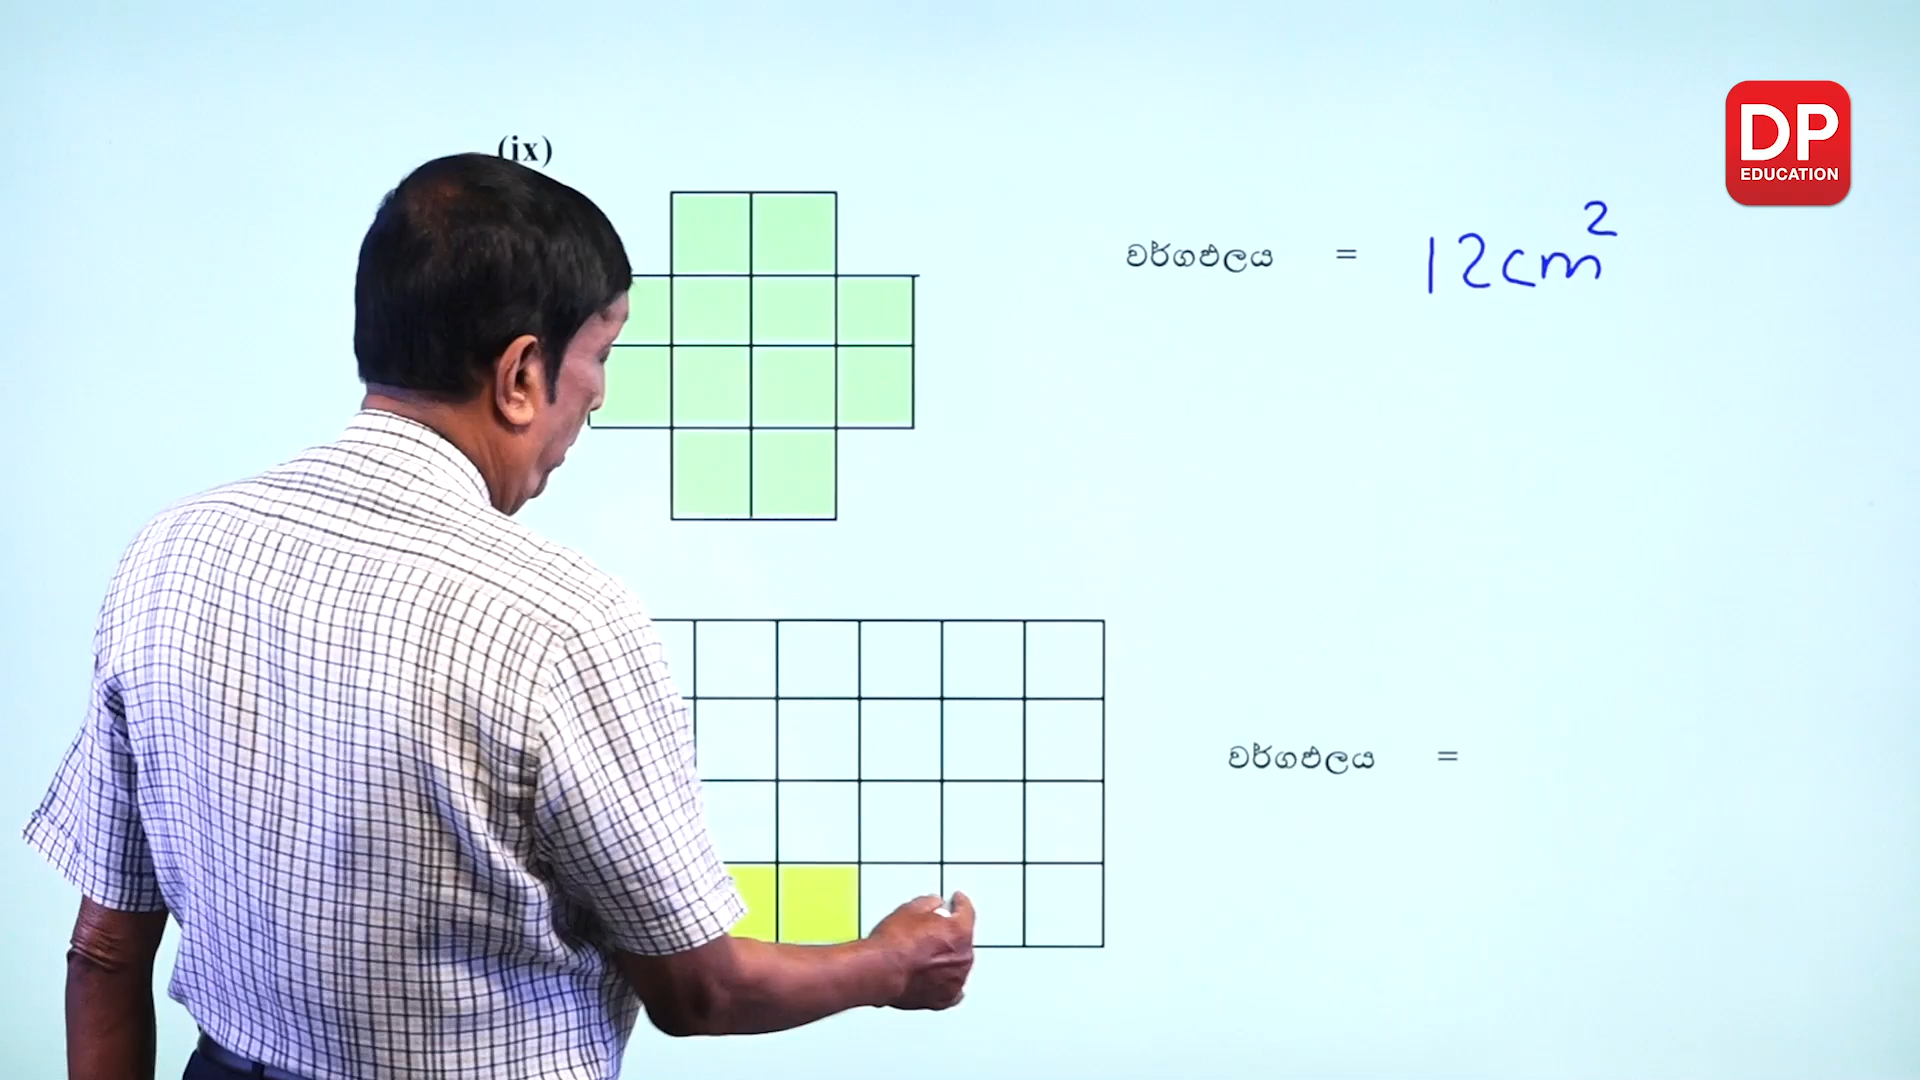 DP
EDUCATION
(ix)
වර්ගඵලය = 12cm²
වර්ගඵලය =